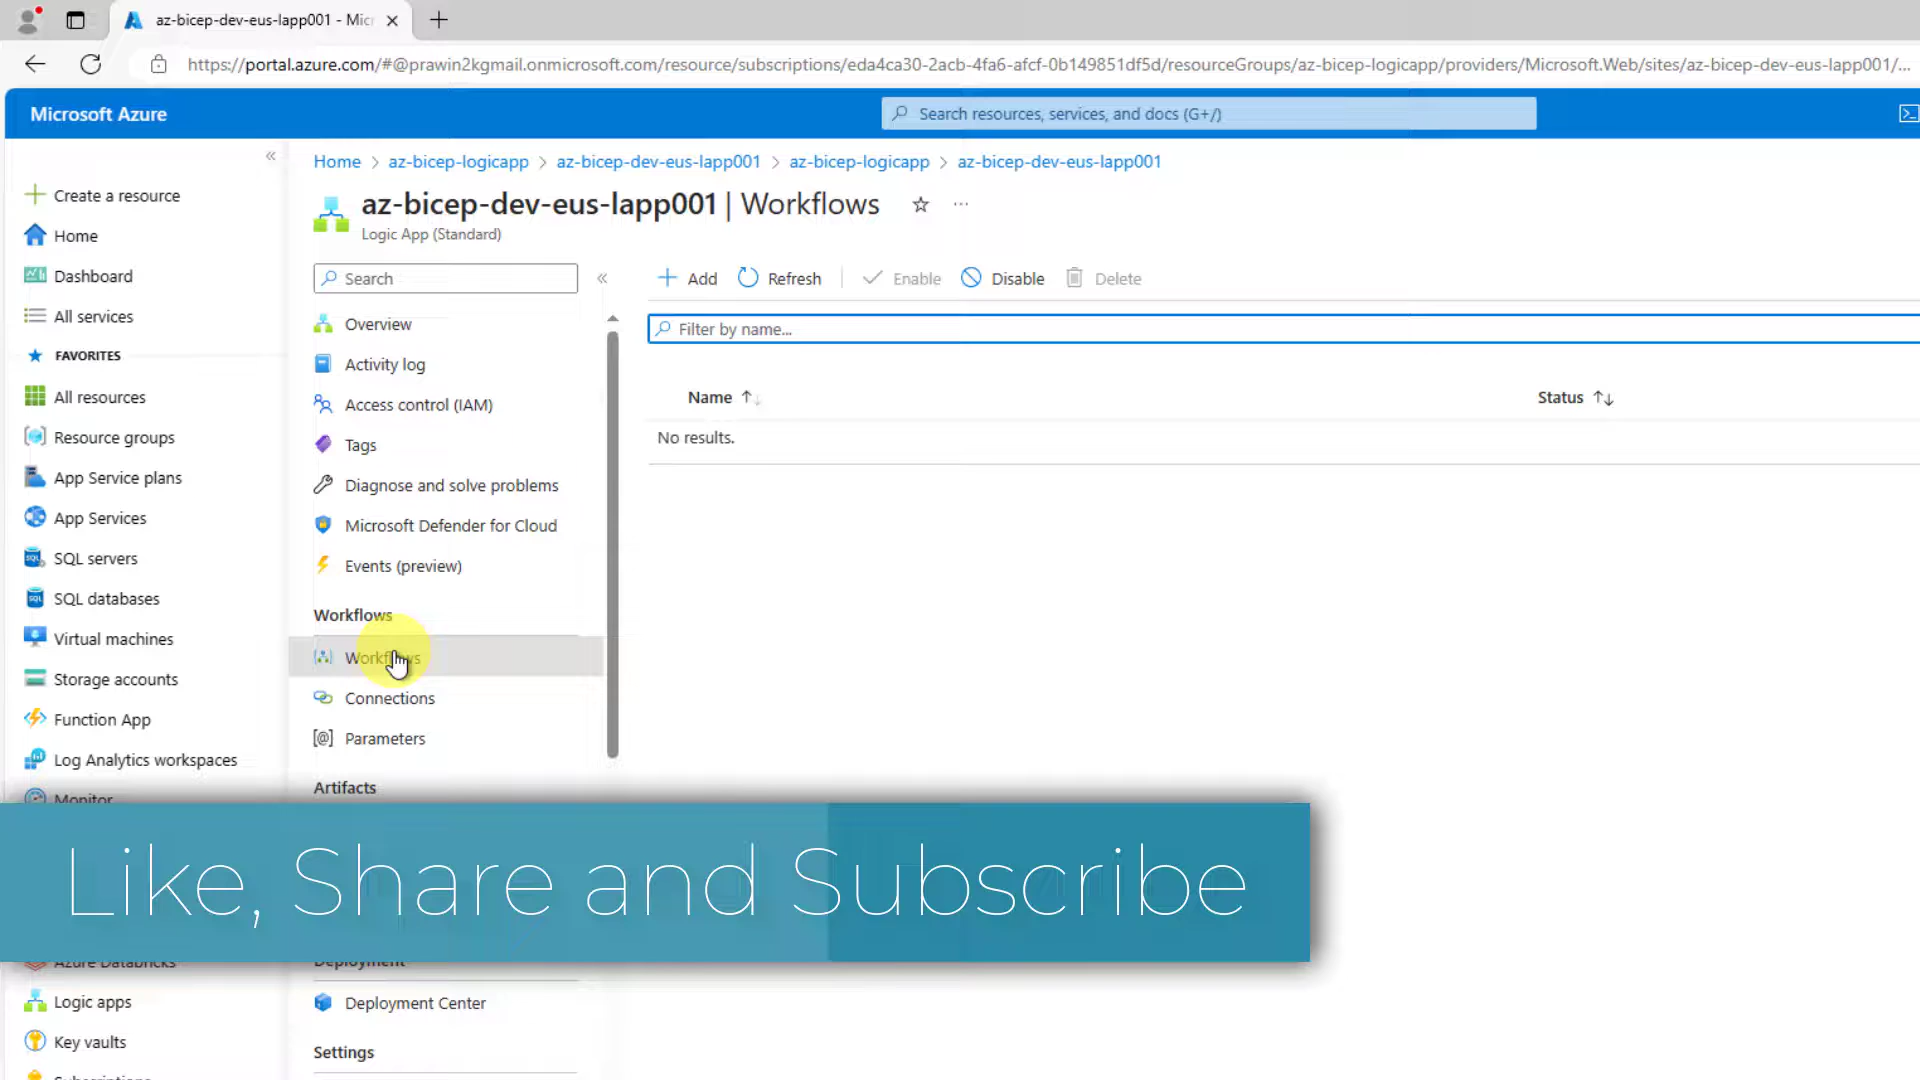 az-bicep-dev-eus-lapp001 - Mic
https://portal.azure.com/#@prawin2kgmail.onmicrosoft.com/resource/subscriptions/eda4ca30-2acb-4fa6-afcf-0b149851df5d/resourceGroups/az-bicep-logicapp/providers/Microsoft.Web/sites/az-bicep-dev-eus-lapp001/...
Microsoft Azure
Search resources, services, and docs (G+/)
Create a resource
Home
Dashboard
All services
FAVORITES
All resources
Resource groups
App Service plans
App Services
SQL servers
SQL databases
Virtual machines
Storage accounts
Function App
Log Analytics workspaces
Monitor
Azure Databricks
Logic apps
Key vaults
Subscriptions
Home > az-bicep-logicapp > az-bicep-dev-eus-lapp001 > az-bicep-logicapp > az-bicep-dev-eus-lapp001
az-bicep-dev-eus-lapp001 | Workflows
Logic App (Standard)
Search
Overview
Activity log
Access control (IAM)
Tags
Diagnose and solve problems
Microsoft Defender for Cloud
Events (preview)
Workflows
Workflows
Connections
Parameters
Artifacts
Deployment
Deployment Center
Settings
Add Refresh Enable Disable Delete
Filter by name...
Name Status
No results.
Like, Share and Subscribe